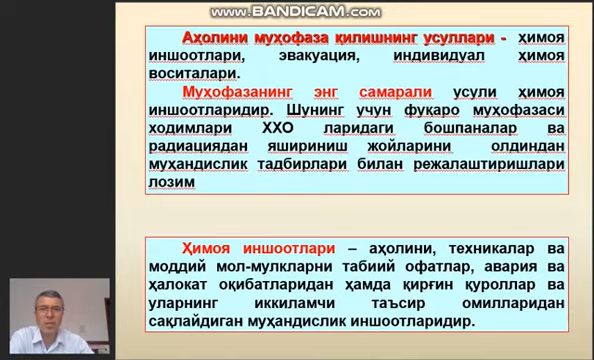 www.BANDICAM.com
Аҳолини муҳофаза қилишнинг усуллари - ҳимоя
иншоотлари, эвакуация, индивидуал ҳимоя
воситалари.
Муҳофазанинг энг самарали усули ҳимоя
иншоотларидир. Шунинг учун фуқаро муҳофазаси
ходимлари ХХО ларидаги бошпаналар ва
радиациядан яшириниш жойларини олдиндан
муҳандислик тадбирлари билан режалаштиришлари
лозим
Ҳимоя иншоотлари – аҳолини, техникалар ва
моддий мол-мулкларни табиий офатлар, авария ва
ҳалокат оқибатларидан ҳамда қирғин қуроллар ва
уларнинг иккиламчи таъсир омилларидан
сақлайдиган муҳандислик иншоотларидир.